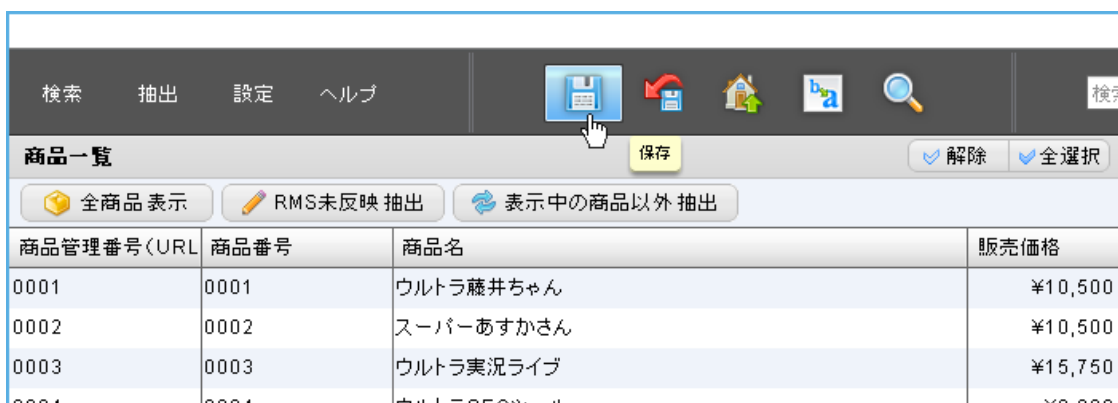 検索 抽出 設定 ヘルプ
保存
商品一覧 解除 全選択
全商品 表示 RMS未反映 抽出 表示中の商品以外 抽出
商品管理番号(URL 商品番号 商品名 販売価格
0001 0001 ウルトラ藤井ちゃん ¥10,500
0002 0002 スーパーあすかさん ¥10,500
0003 0003 ウルトラ実況ライブ ¥15,750